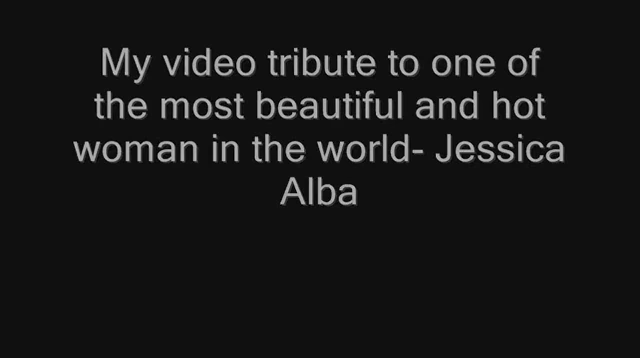 My video tribute to one of
the most beautiful and hot
woman in the world- Jessica
Alba